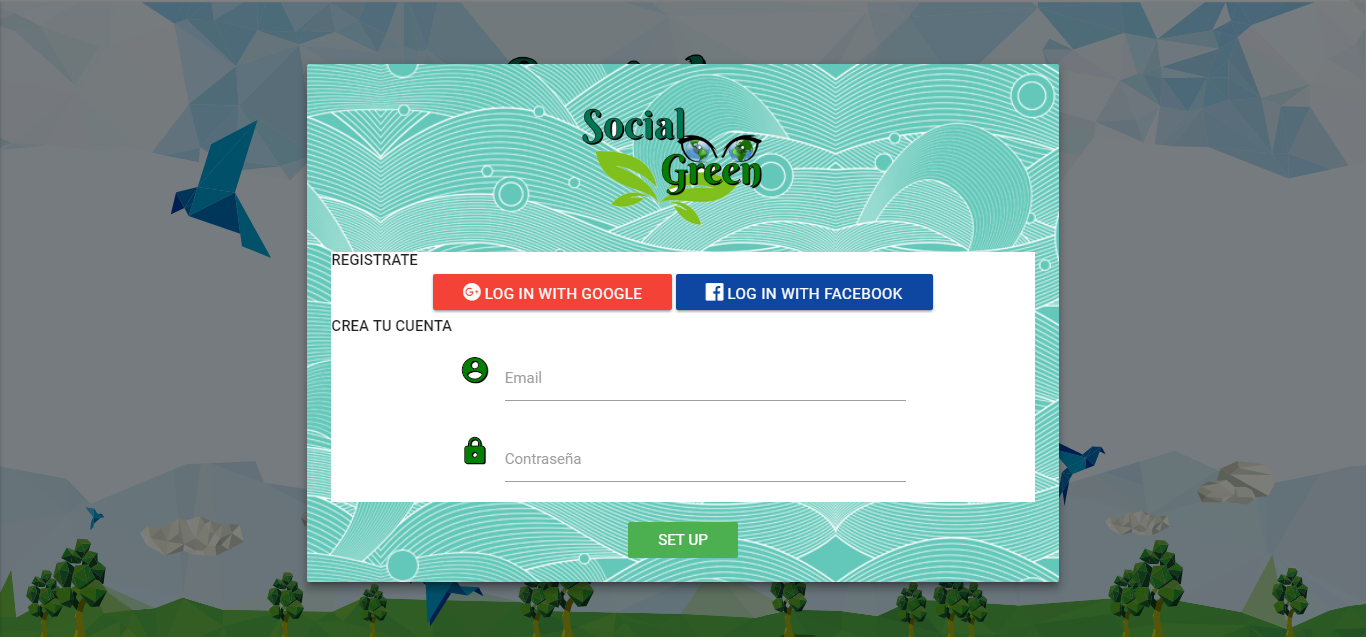 Social
Green
REGISTRATE
LOG IN WITH GOOGLE
LOG IN WITH FACEBOOK
CREA TU CUENTA
Email
Contraseña
SET UP